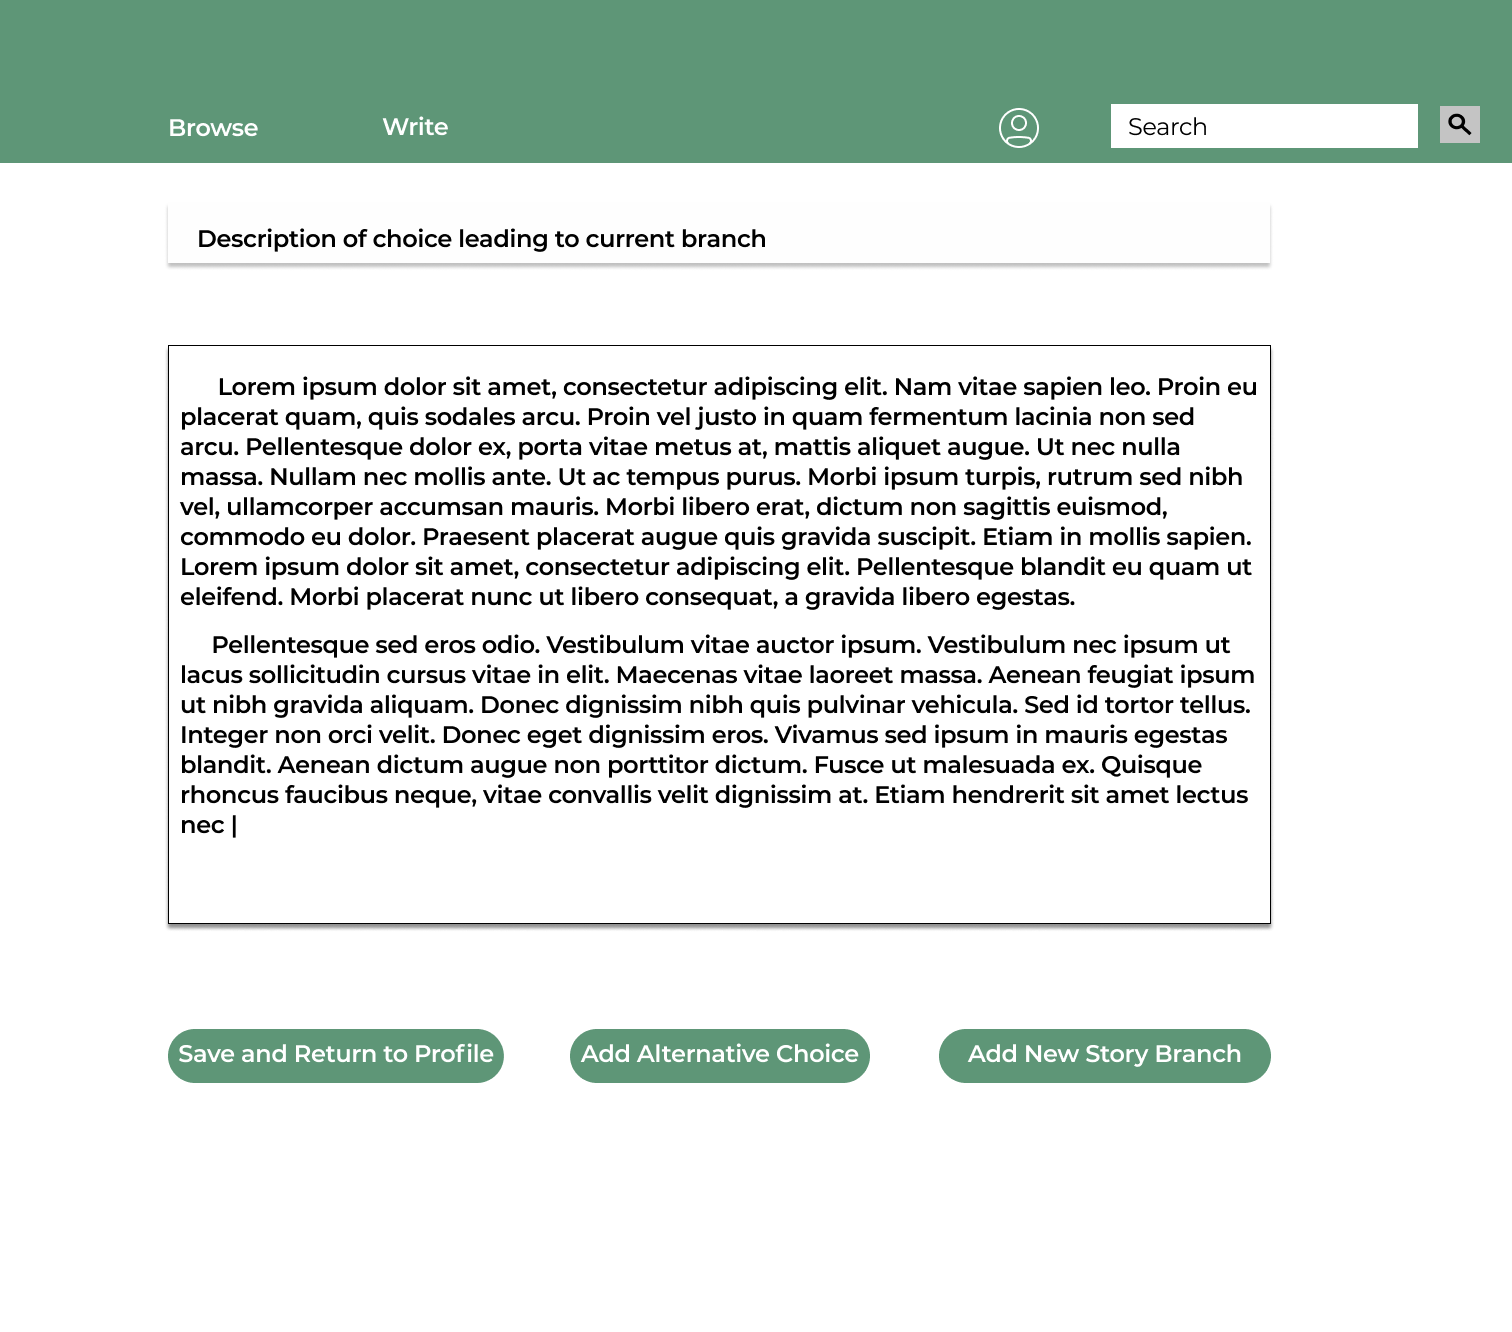 Browse
Write
Search
Description of choice leading to current branch
Lorem ipsum dolor sit amet, consectetur adipiscing elit. Nam vitae sapien leo. Proin eu
placerat quam, quis sodales arcu. Proin vel justo in quam fermentum lacinia non sed
arcu. Pellentesque dolor ex, porta vitae metus at, mattis aliquet augue. Ut nec nulla
massa. Nullam nec mollis ante. Ut ac tempus purus. Morbi ipsum turpis, rutrum sed nibh
vel, ullamcorper accumsan mauris. Morbi libero erat, dictum non sagittis euismod,
commodo eu dolor. Praesent placerat augue quis gravida suscipit. Etiam in mollis sapien.
Lorem ipsum dolor sit amet, consectetur adipiscing elit. Pellentesque blandit eu quam ut
eleifend. Morbi placerat nunc ut libero consequat, a gravida libero egestas.
Pellentesque sed eros odio. Vestibulum vitae auctor ipsum. Vestibulum nec ipsum ut
lacus sollicitudin cursus vitae in elit. Maecenas vitae laoreet massa. Aenean feugiat ipsum
ut nibh gravida aliquam. Donec dignissim nibh quis pulvinar vehicula. Sed id tortor tellus.
Integer non orci velit. Donec eget dignissim eros. Vivamus sed ipsum in mauris egestas
blandit. Aenean dictum augue non porttitor dictum. Fusce ut malesuada ex. Quisque
rhoncus faucibus neque, vitae convallis velit dignissim at. Etiam hendrerit sit amet lectus
nec |
Save and Return to Profile
Add Alternative Choice
Add New Story Branch